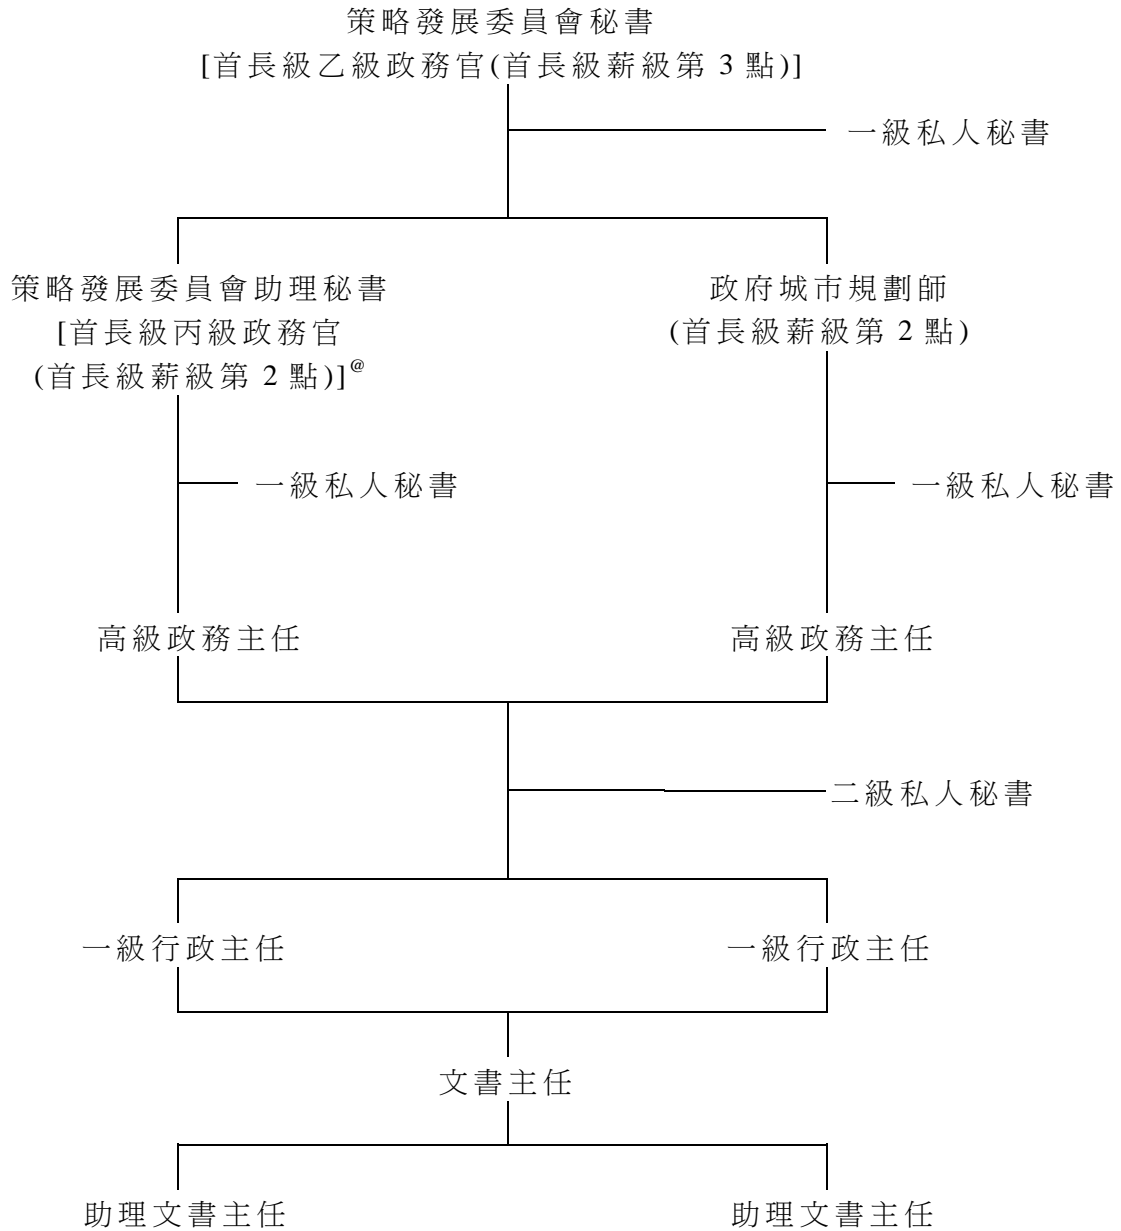 策略發展委員會秘書
[首長級乙級政務官(首長級薪級第 3 點)]
一級私人秘書
策略發展委員會助理秘書
[首長級丙級政務官
(首長級薪級第 2 點)]@
政府城市規劃師
(首長級薪級第 2 點)
一級私人秘書
一級私人秘書
高級政務主任
高級政務主任
二級私人秘書
一級行政主任
一級行政主任
文書主任
助理文書主任
助理文書主任